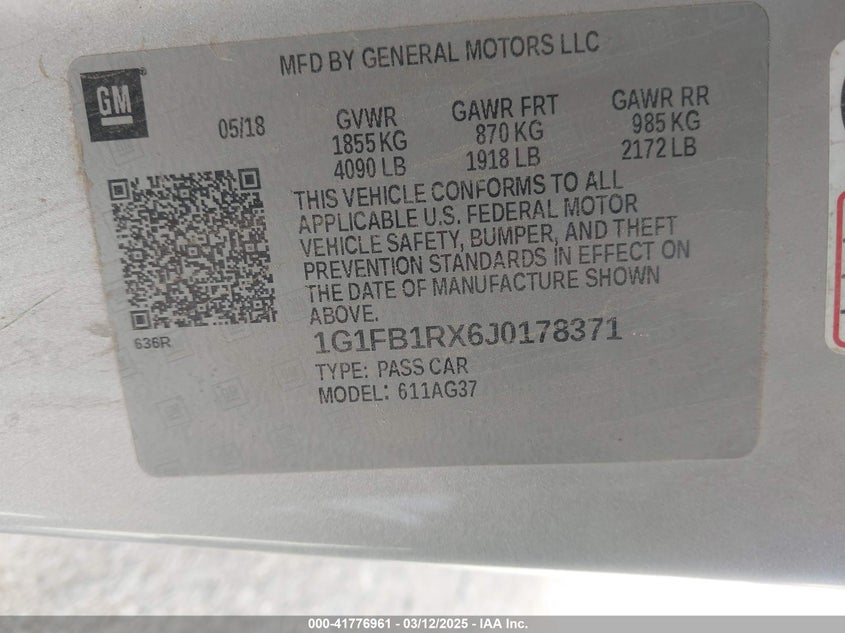 MFD BY GENERAL MOTORS LLC
GM
05/18
GVWR
1855 KG
4090 LB
GAWR FRT
870 KG
1918 LB
GAWR RR
985 KG
2172 LB
THIS VEHICLE CONFORMS TO ALL
APPLICABLE U.S. FEDERAL MOTOR
VEHICLE SAFETY, BUMPER, AND THEFT
PREVENTION STANDARDS IN EFFECT ON
THE DATE OF MANUFACTURE SHOWN
ABOVE.
636R
1G1FB1RX6J0178371
TYPE: PASS CAR
MODEL: 611AG37
000-41776961 - 03/12/2025 - IAA Inc.